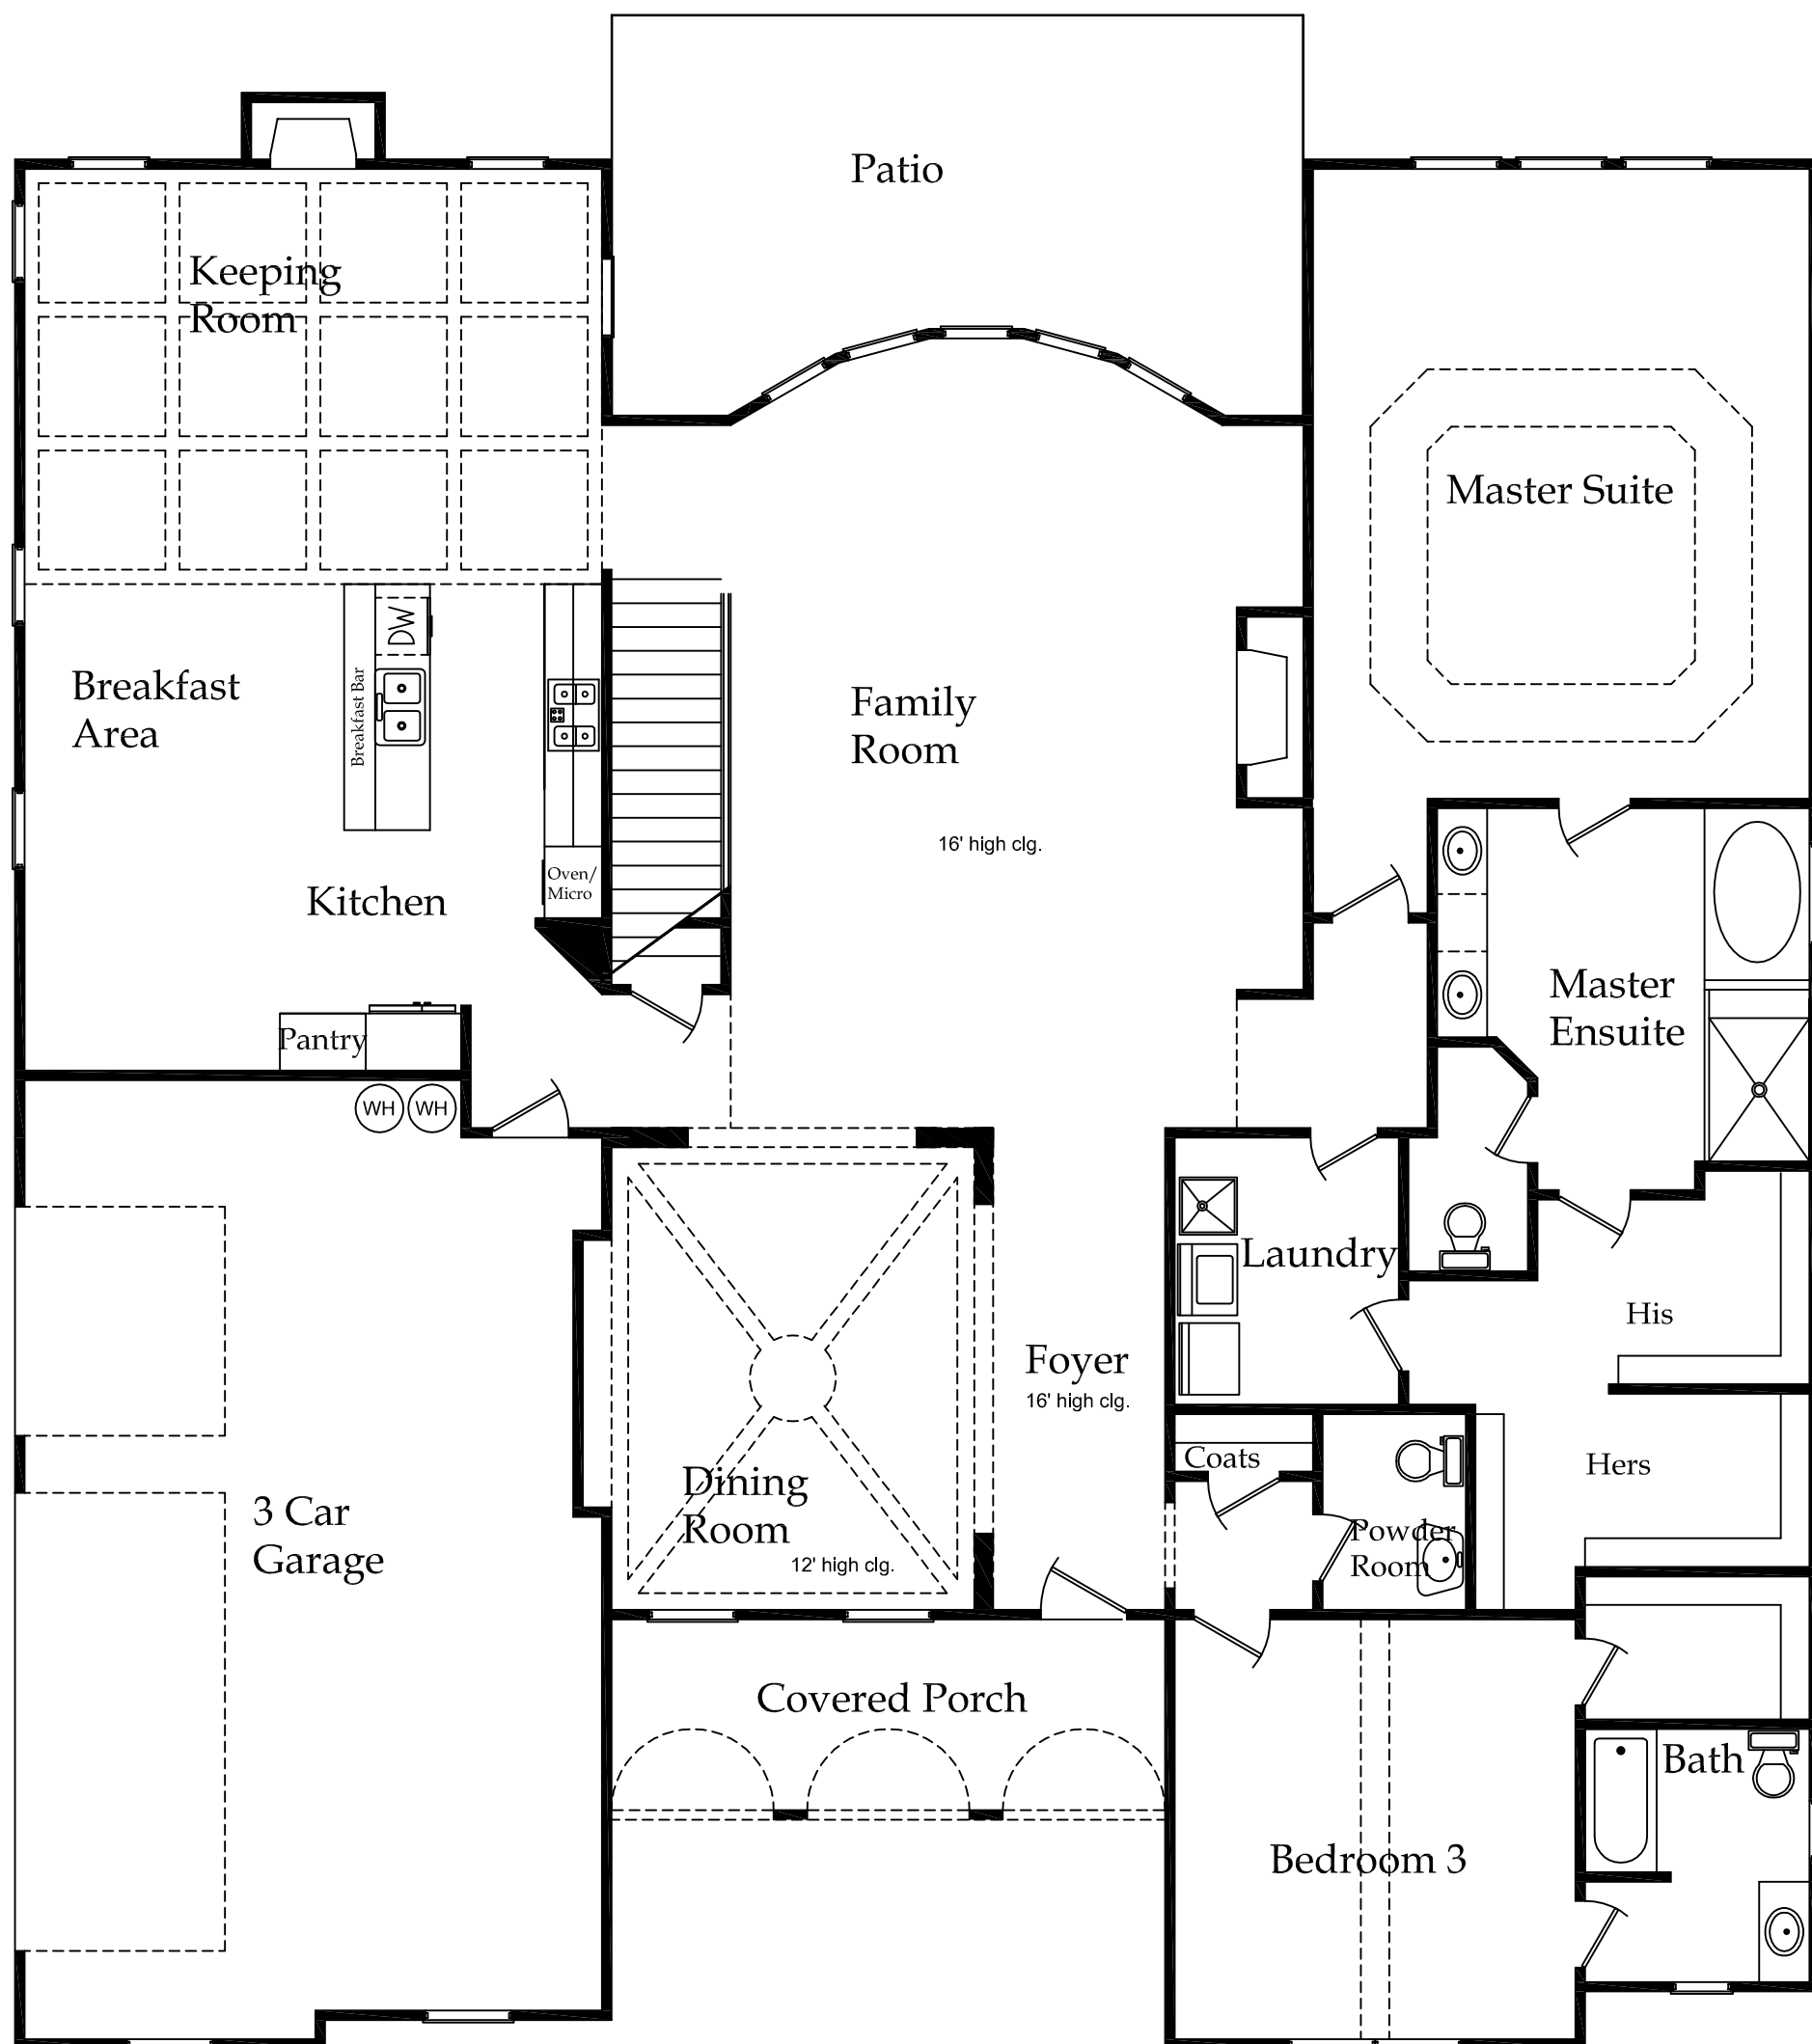 Patio
Keeping
Room
Master Suite
DW
Breakfast
Area
Breakfast Bar
Family
Room
16' high clg.
Oven/
Micro
Kitchen
Master
Ensuite
Pantry
WH
WH
Laundry
His
Foyer
16' high clg.
Coats
Hers
Dining
Room
12' high clg.
3 Car
Garage
Powder
Room
Covered Porch
Bath
Bedroom 3